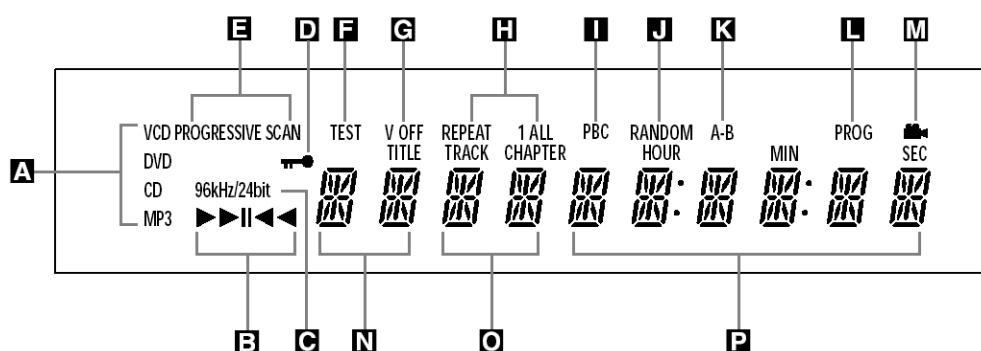 E D F G H I J K L M
VCD PROGRESSIVE SCAN TEST V OFF REPEAT 1 ALL PBC RANDOM A-B PROG
TITLE TRACK CHAPTER HOUR MIN SEC
A DVD
CD 96kHz/24bit
MP3
B C N O P